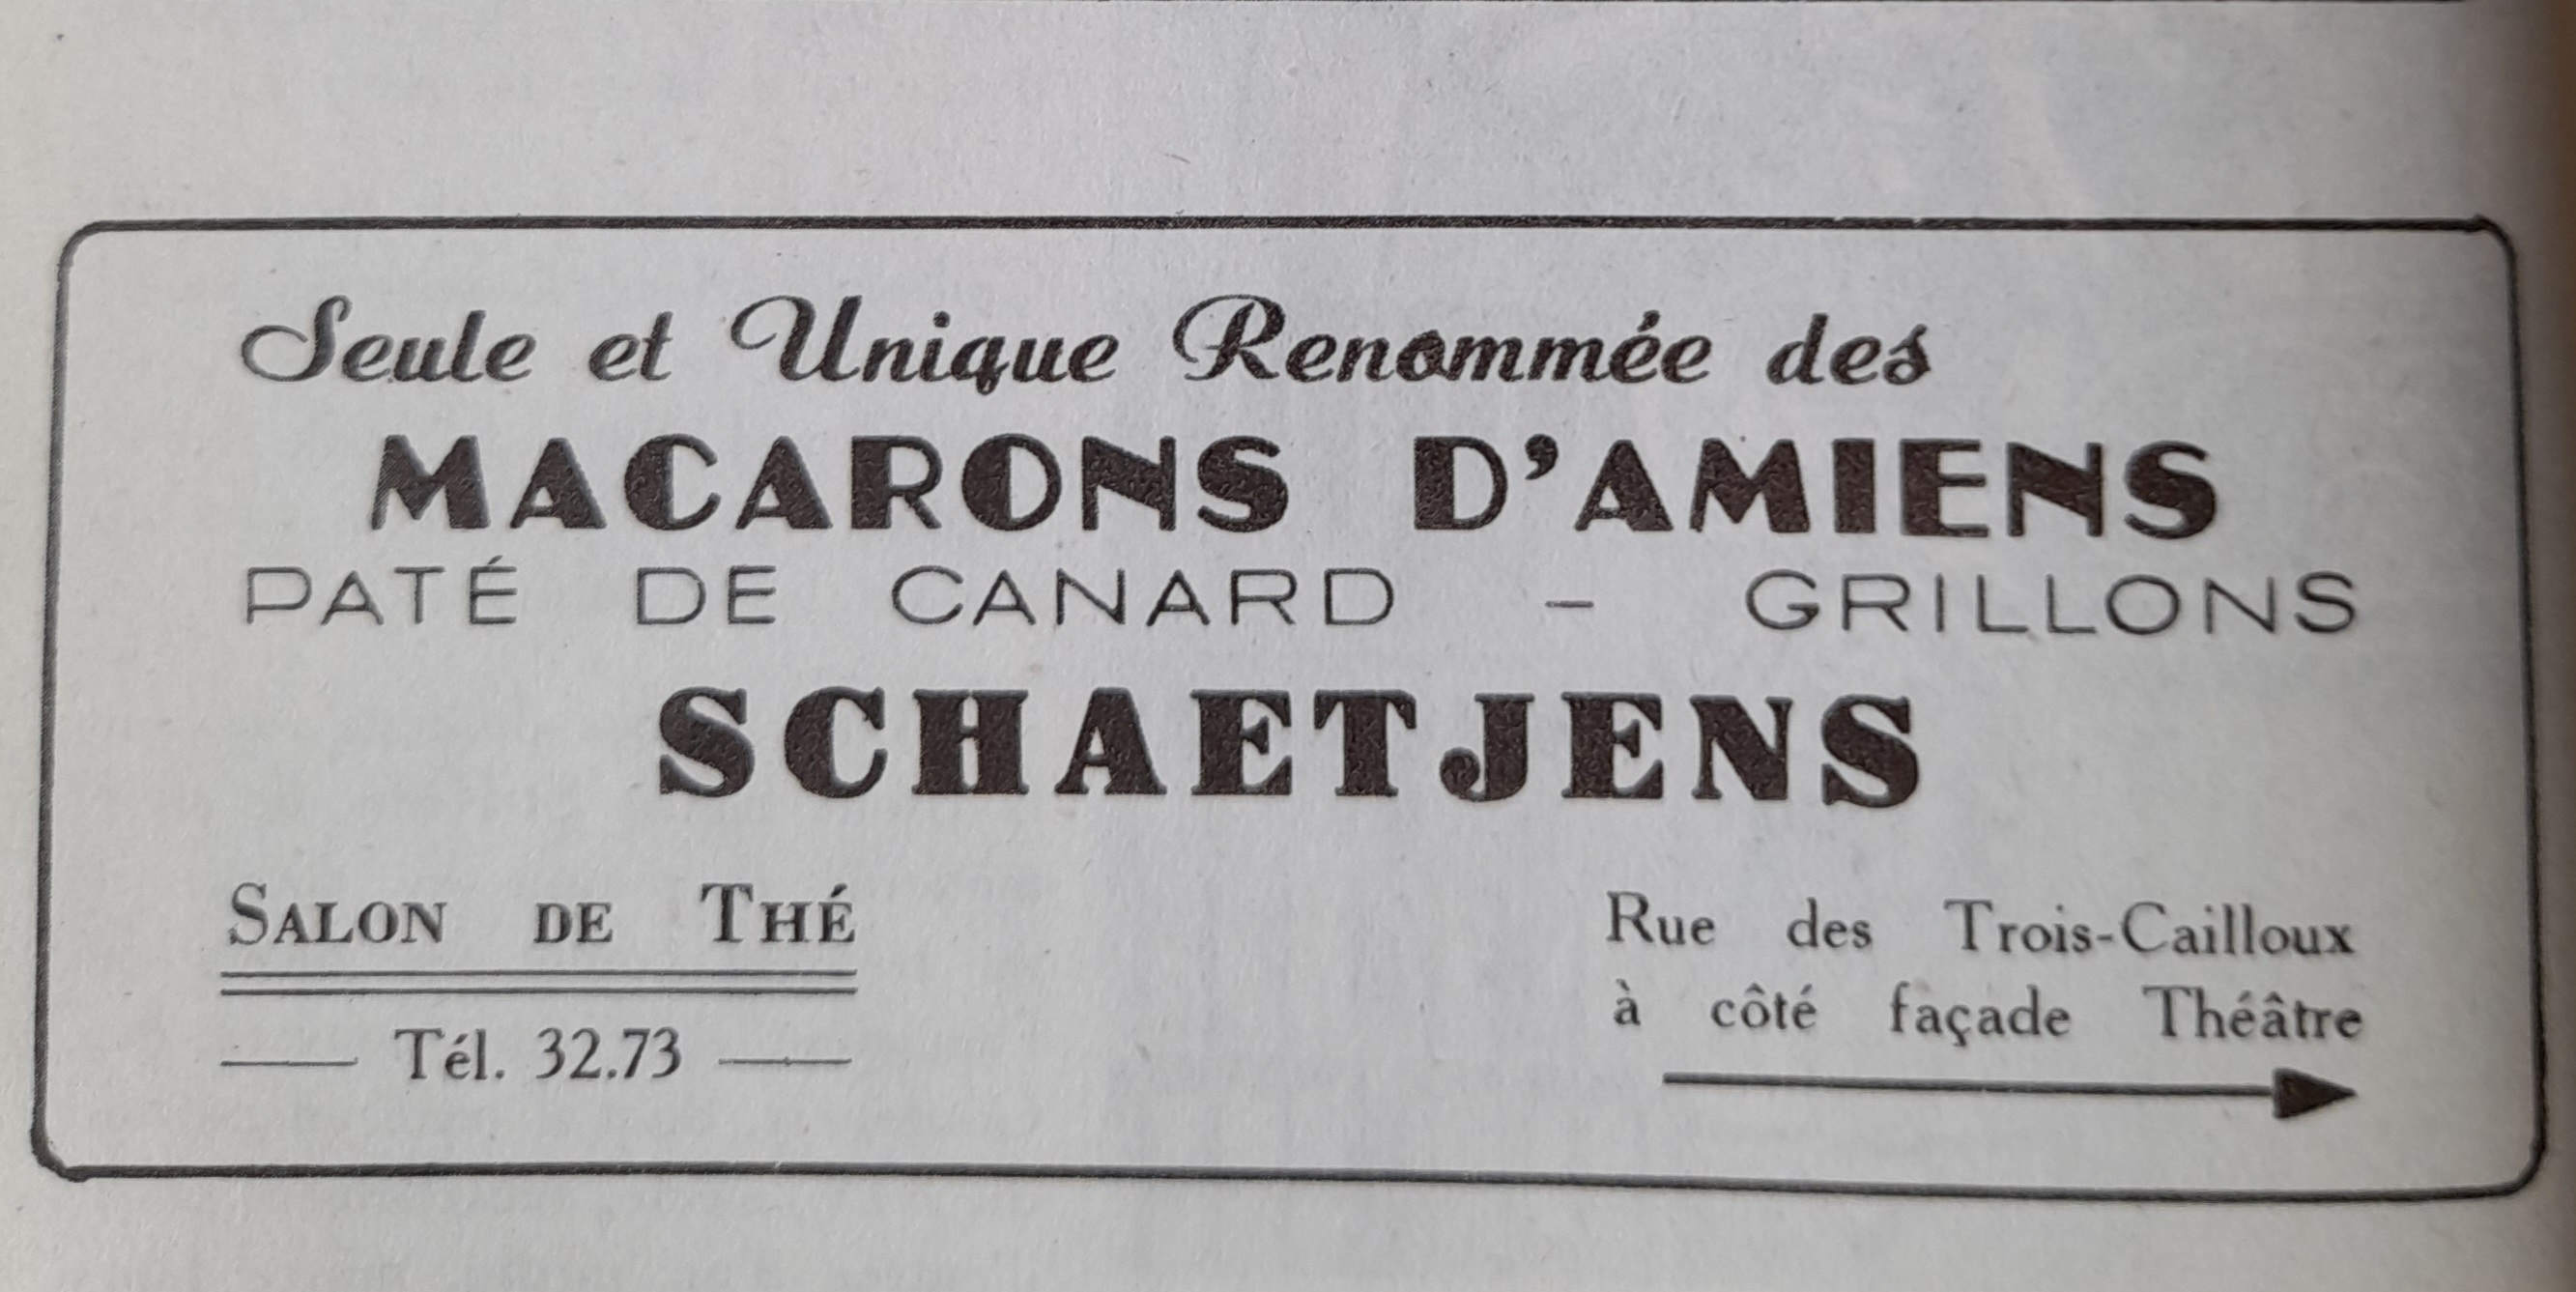 Seule et Unique Renommée des
MACARONS D'AMIENS
PATÉ DE CANARD - GRILLONS
SCHAETJENS
SALON DE THÉ
Tél. 32.73
Rue des Trois-Cailloux
à côté façade Théâtre